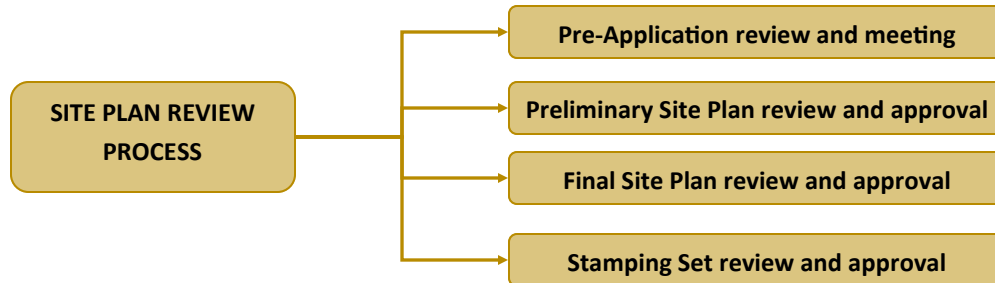 SITE PLAN REVIEW
PROCESS
Pre-Application review and meeting
Preliminary Site Plan review and approval
Final Site Plan review and approval
Stamping Set review and approval